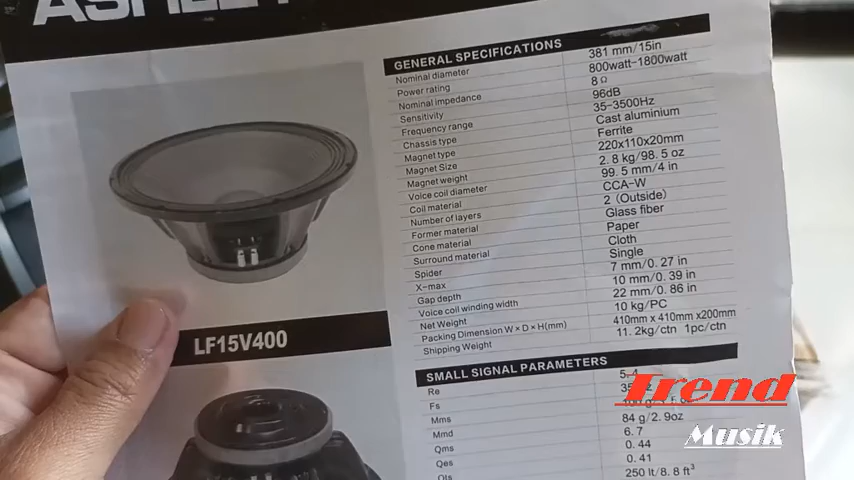 GENERAL SPECIFICATIONS
Nominal diameter 381 mm/15in
Power rating 800watt-1800watt
Nominal impedance 8 Ω
Sensitivity 96dB
Frequency range 35-3500Hz
Chassis type Cast aluminium
Magnet type Ferrite
Magnet Size 220x110x20mm
Magnet weight 2.8 kg/98.5 oz
Voice coil diameter 99.5 mm/4 in
Coil material CCA-W
Number of layers 2 (Outside)
Former material Glass fiber
Cone material Paper
Surround material Cloth
Spider Single
X-max 7 mm/0.27 in
Gap depth 10 mm/0.39 in
Voice coil winding width 22 mm/0.86 in
Net Weight 10 kg/PC
Packing Dimension W × D × H(mm) 410mm x 410mm x200mm
Shipping Weight 11.2kg/ctn 1pc/ctn
LF15V400
SMALL SIGNAL PARAMETERS
Re 5.4
Fs
Mms
Mmd 84 g/2.9oz
Qms 6.7
Qes 0.44
Qts 0.41
250 lt/8.8 ft³
Trend
Musik